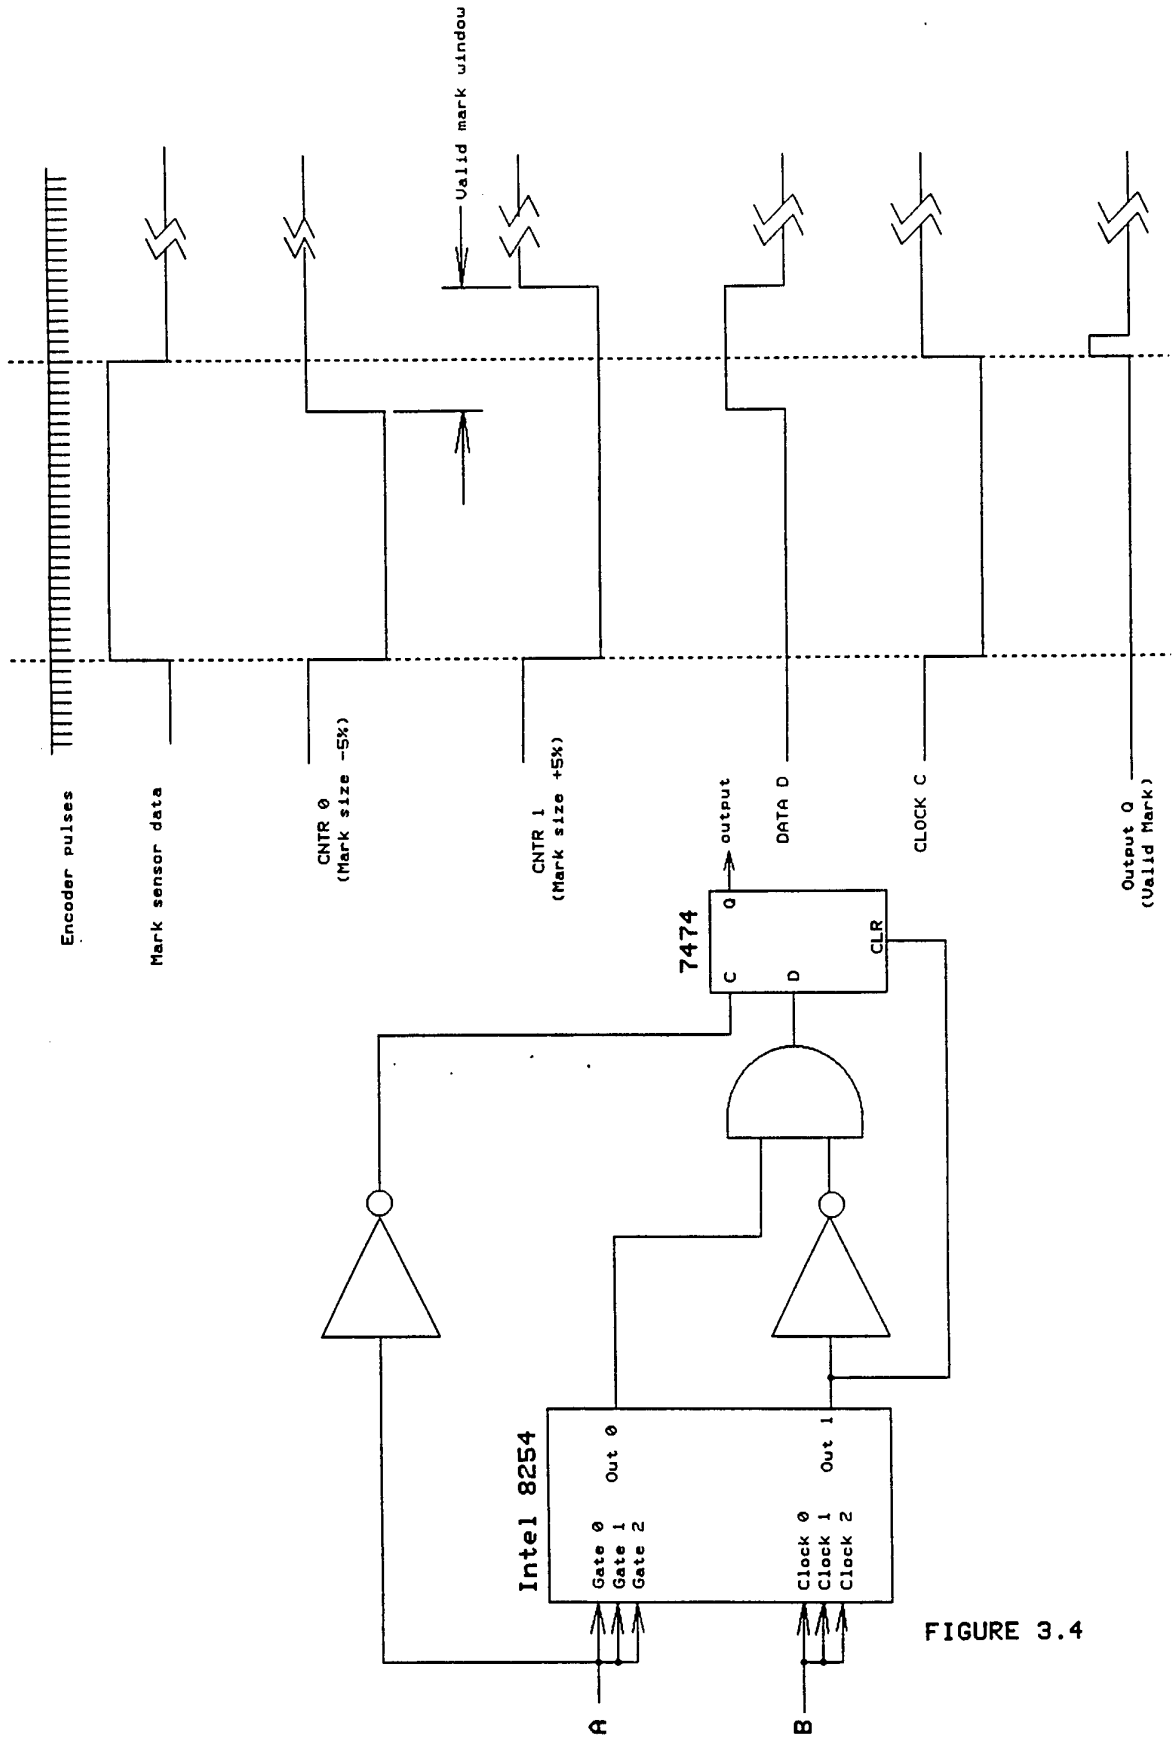 Encoder pulses
Mark sensor data
CNTR 0
(Mark size -5%)
Valid mark window
CNTR 1
(Mark size +5%)
DATA D
CLOCK C
Output Q
(Valid Mark)
Intel 8254
Gate 0
Gate 1
Gate 2
Out 0
Clock 0
Clock 1
Clock 2
Out 1
A
B
7474
C
Q
output
D
CLR
FIGURE 3.4